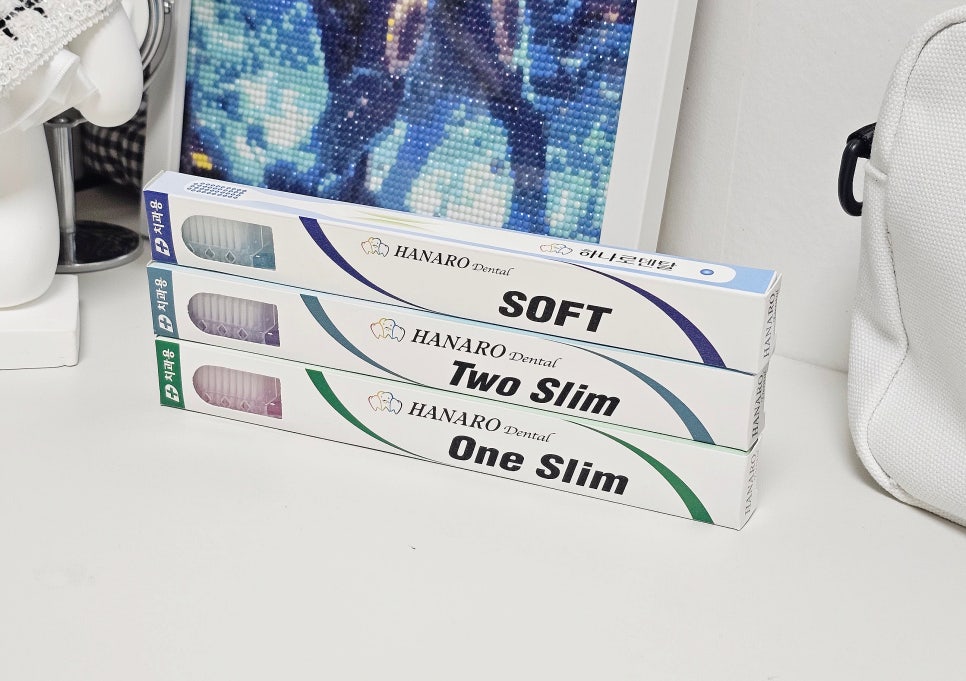 하나로덴탈
치과용
HANARO Dental
SOFT
HANARO
치과용
HANARO Dental
Two Slim
HANARO
치과용
HANARO Dental
One Slim
HANARO